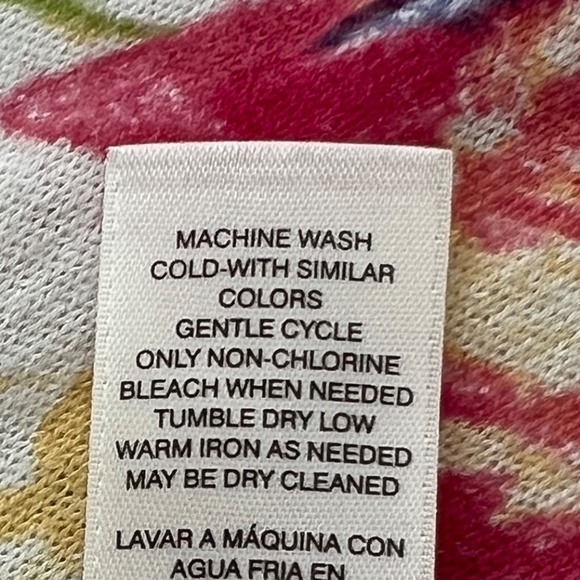 MACHINE WASH
COLD-WITH SIMILAR
COLORS
GENTLE CYCLE
ONLY NON-CHLORINE
BLEACH WHEN NEEDED
TUMBLE DRY LOW
WARM IRON AS NEEDED
MAY BE DRY CLEANED
LAVAR A MÁQUINA CON
AGUA FRIA EN